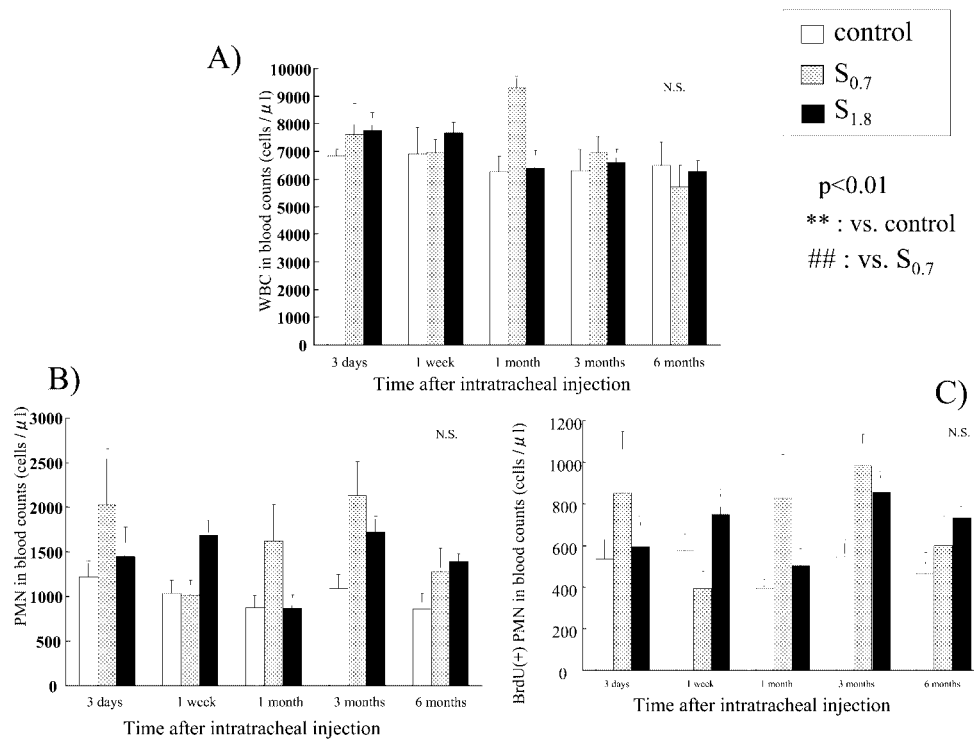 A)
control
S0.7
S1.8
p<0.01
** : vs. control
## : vs. S0.7
WBC in blood counts (cells / μl)
10000
9000
8000
7000
6000
5000
4000
3000
2000
1000
0
N.S.
3 days 1 week 1 month 3 months 6 months
Time after intratracheal injection
B)
PMN in blood counts (cells / μl)
3000
2500
2000
1500
1000
500
0
N.S.
3 days 1 week 1 month 3 months 6 months
Time after intratracheal injection
C)
BrdU(+) PMN in blood counts (cells / μl)
1200
1000
800
600
400
200
0
N.S.
3 days 1 week 1 month 3 months 6 months
Time after intratracheal injection